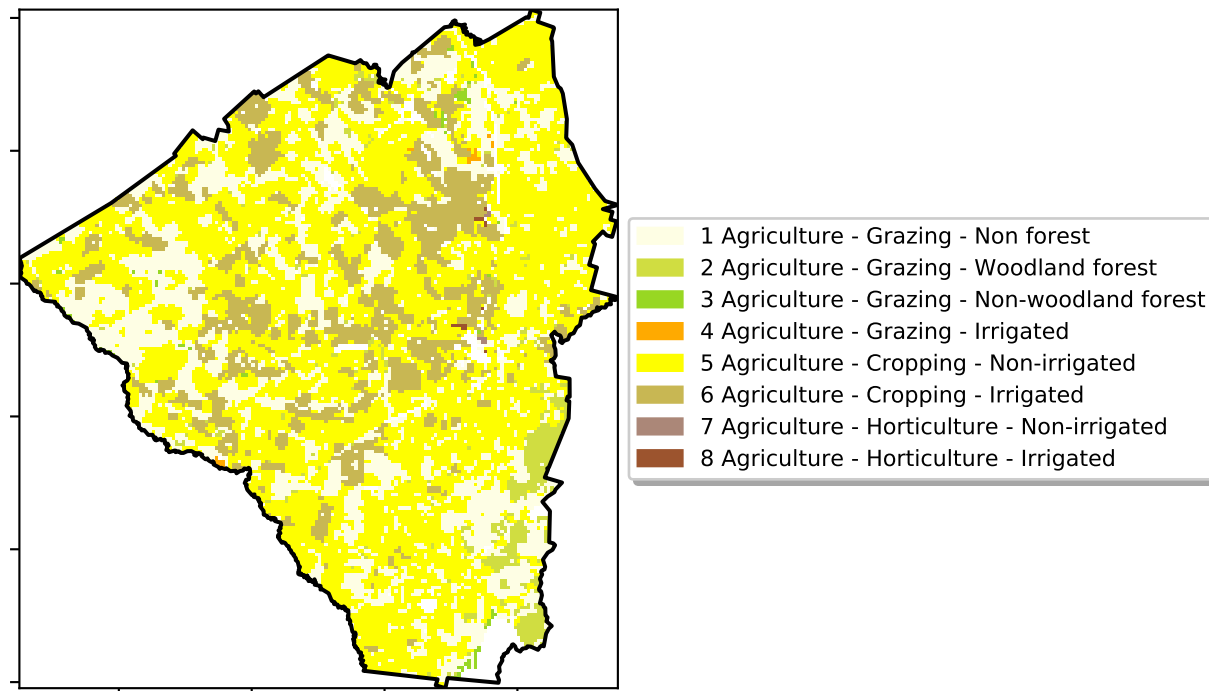 1 Agriculture - Grazing - Non forest
2 Agriculture - Grazing - Woodland forest
3 Agriculture - Grazing - Non-woodland forest
4 Agriculture - Grazing - Irrigated
5 Agriculture - Cropping - Non-irrigated
6 Agriculture - Cropping - Irrigated
7 Agriculture - Horticulture - Non-irrigated
8 Agriculture - Horticulture - Irrigated